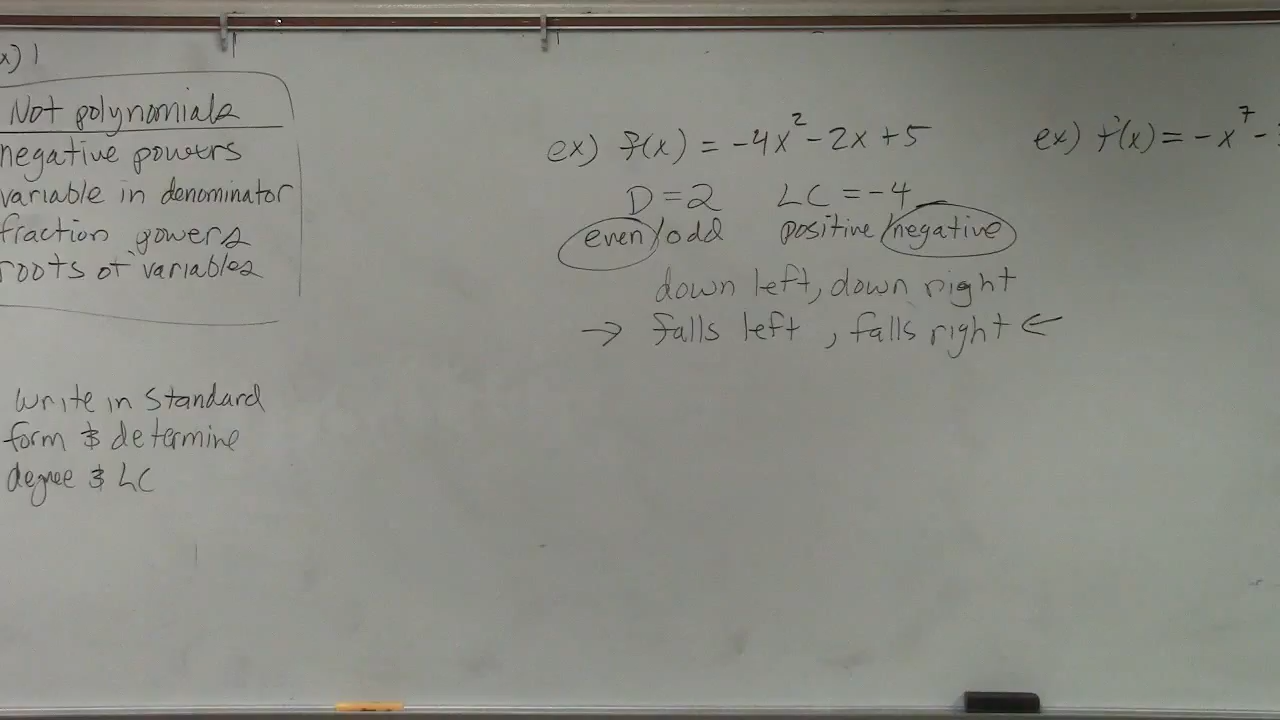 x) 1
Not polynomials
negative powers
variable in denominator
fraction powers
roots of variables
Write in Standard
form & determine
degree & LC
ex) f(x) = -4x² - 2x + 5
D = 2 LC = -4
even/odd positive/negative
down left, down right
→ falls left , falls right ←
ex) f(x) = -x⁷ -